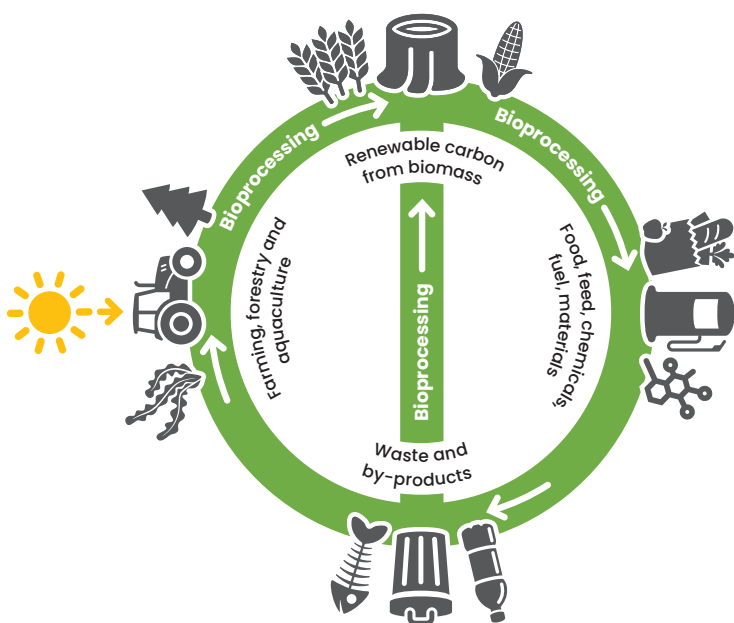 Bioprocessing
Bioprocessing
Renewable carbon
from biomass
Farming, forestry and
aquaculture
Food, feed, chemicals,
fuel, materials
Bioprocessing
Waste and
by-products